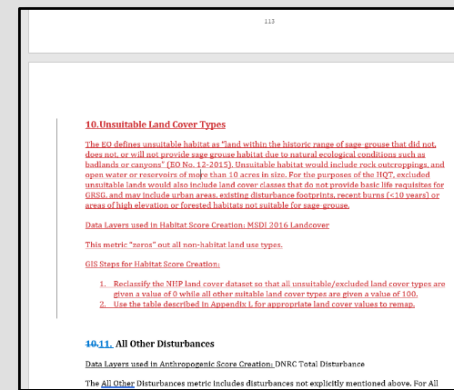 113
10.Unsuitable Land Cover Types
The EO defines unsuitable habitat as "land within the historic range of sage-grouse that did not,
does not, or will not provide sage grouse habitat due to natural ecological conditions such as
badlands or canyons" (EO No. 12-2015). Unsuitable habitat would include rock outcroppings, and
open water or reservoirs of more than 10 acres in size. For the purposes of the HQT, excluded
unsuitable lands would also include land cover classes that do not provide basic life requisites for
GRSG, and may include urban areas, existing disturbance footprints, recent burns (<10 years) or
areas of high elevation or forested habitats not suitable for sage-grouse.
Data Layers used in Habitat Score Creation: MSDI 2016 Landcover
This metric "zeros" out all non-habitat land use types.
GIS Steps for Habitat Score Creation:
1. Reclassify the NHP land cover dataset so that all unsuitable/excluded land cover types are
given a value of 0 while all other suitable land cover types are given a value of 100.
2. Use the table described in Appendix L for appropriate land cover values to remap.
10.11. All Other Disturbances
Data Layers used in Anthropogenic Score Creation: DNRC Total Disturbance
The All Other Disturbances metric includes disturbances not explicitly mentioned above. For All